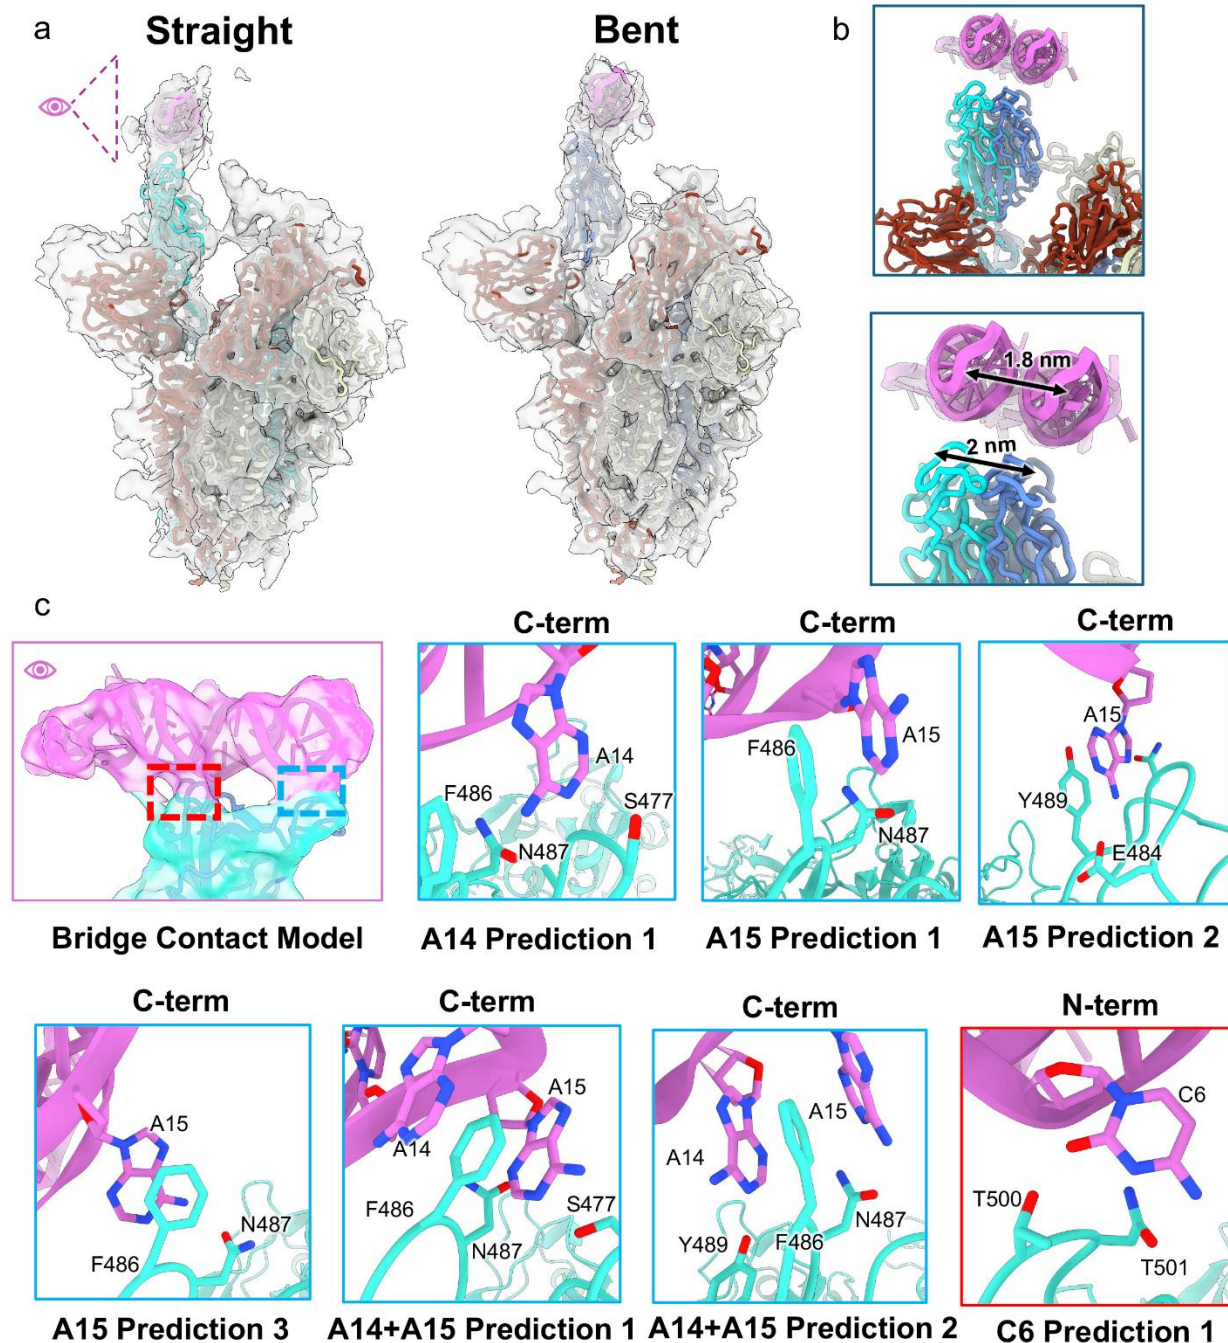 a
Straight
Bent
b
1.8 nm
2 nm
c
Bridge Contact Model
C-term
A14
F486
S477
N487
A14 Prediction 1
C-term
F486
A15
N487
A15 Prediction 1
C-term
A15
Y489
E484
A15 Prediction 2
C-term
A15
N487
F486
A15 Prediction 3
C-term
A15
A14
F486
S477
N487
A14+A15 Prediction 1
C-term
A15
A14
Y489
F486
N487
A14+A15 Prediction 2
N-term
C6
T500
T501
C6 Prediction 1